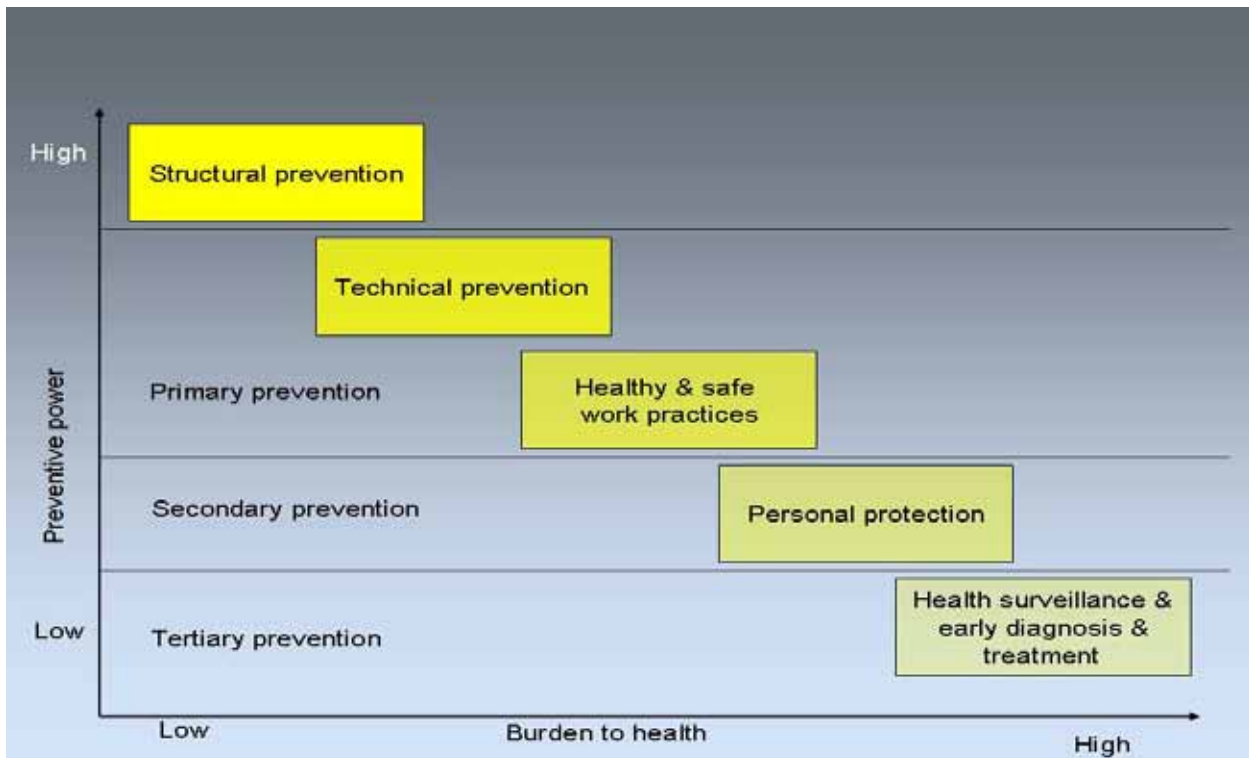 High
Structural prevention
Technical prevention
Preventive power
Primary prevention
Healthy & safe
work practices
Secondary prevention
Personal protection
Low
Tertiary prevention
Health surveillance &
early diagnosis &
treatment
Low
Burden to health
High